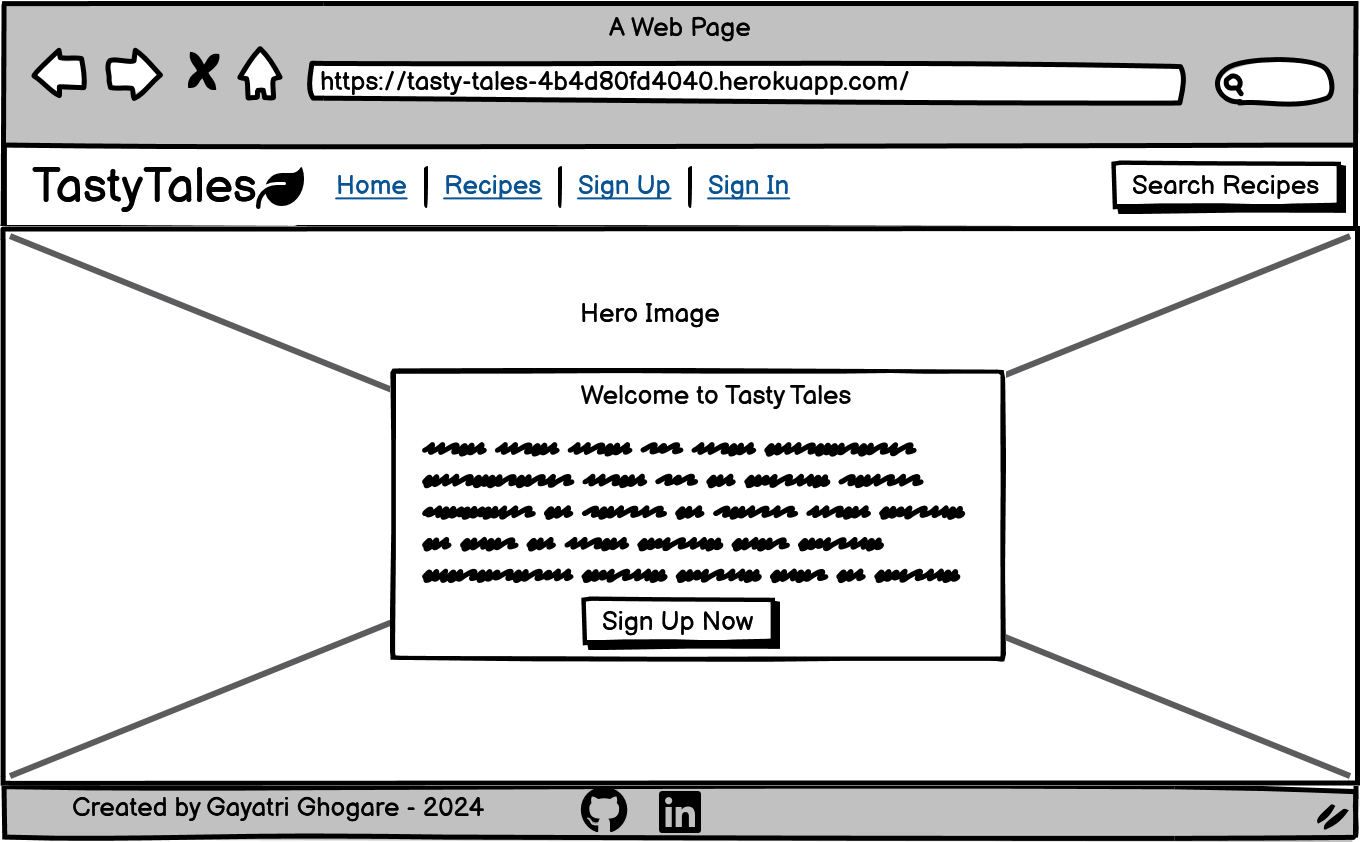 A Web Page
https://tasty-tales-4b4d80fd4040.herokuapp.com/
TastyTales Home Recipes Sign Up Sign In Search Recipes
Hero Image
Welcome to Tasty Tales
Sign Up Now
Created by Gayatri Ghogare - 2024 in